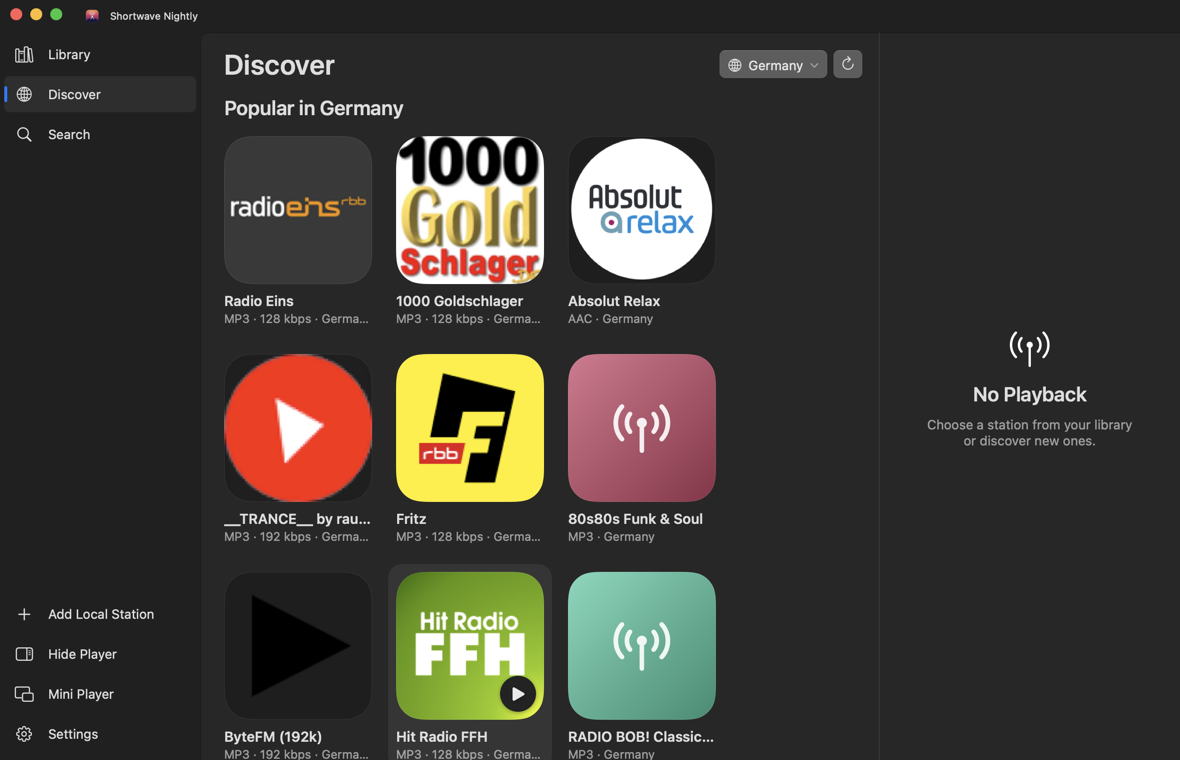 Shortwave Nightly
Library
Discover
Search
Add Local Station
Hide Player
Mini Player
Settings
Discover
Germany
Popular in Germany
radioeins rbb
1000
Gold
Schlager
.DE
Absolut
relax
Radio Eins
1000 Goldschlager
Absolut Relax
MP3 · 128 kbps · Germa...
MP3 · 128 kbps · Germa...
AAC · Germany
rbb
F
__TRANCE__ by rau...
Fritz
80s80s Funk & Soul
MP3 · 192 kbps · Germa...
MP3 · 128 kbps · Germa...
MP3 · Germany
Hit Radio
FFH
ByteFM (192k)
Hit Radio FFH
RADIO BOB! Classic...
MP3 · 192 kbps · Germa...
MP3 · 128 kbps · Germa...
MP3 · Germany
No Playback
Choose a station from your library
or discover new ones.